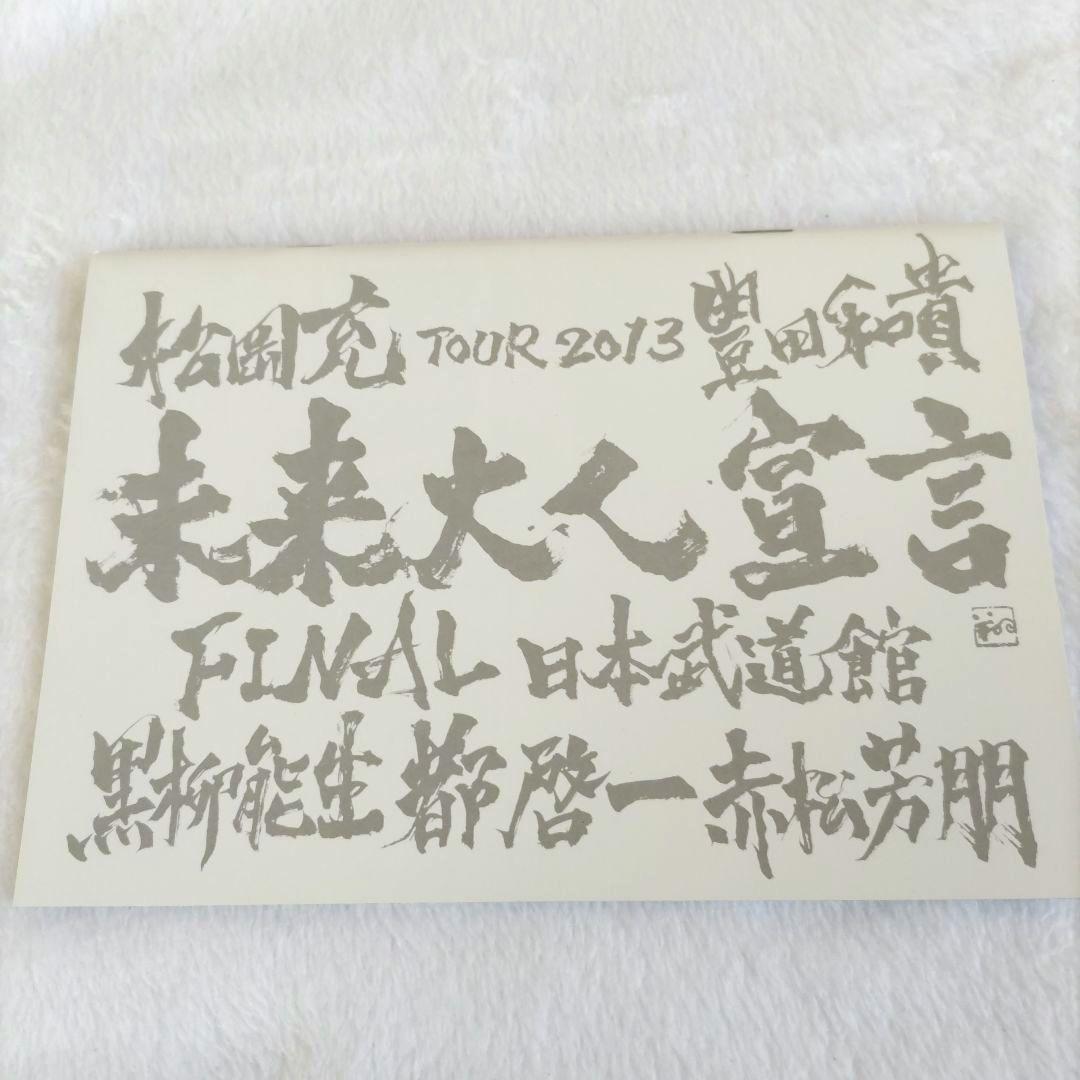 松岡充 TOUR 2013 豊田和貴
未来大人宣言
FINAL 日本武道館
黒柳能生 都啓一 赤松芳朋